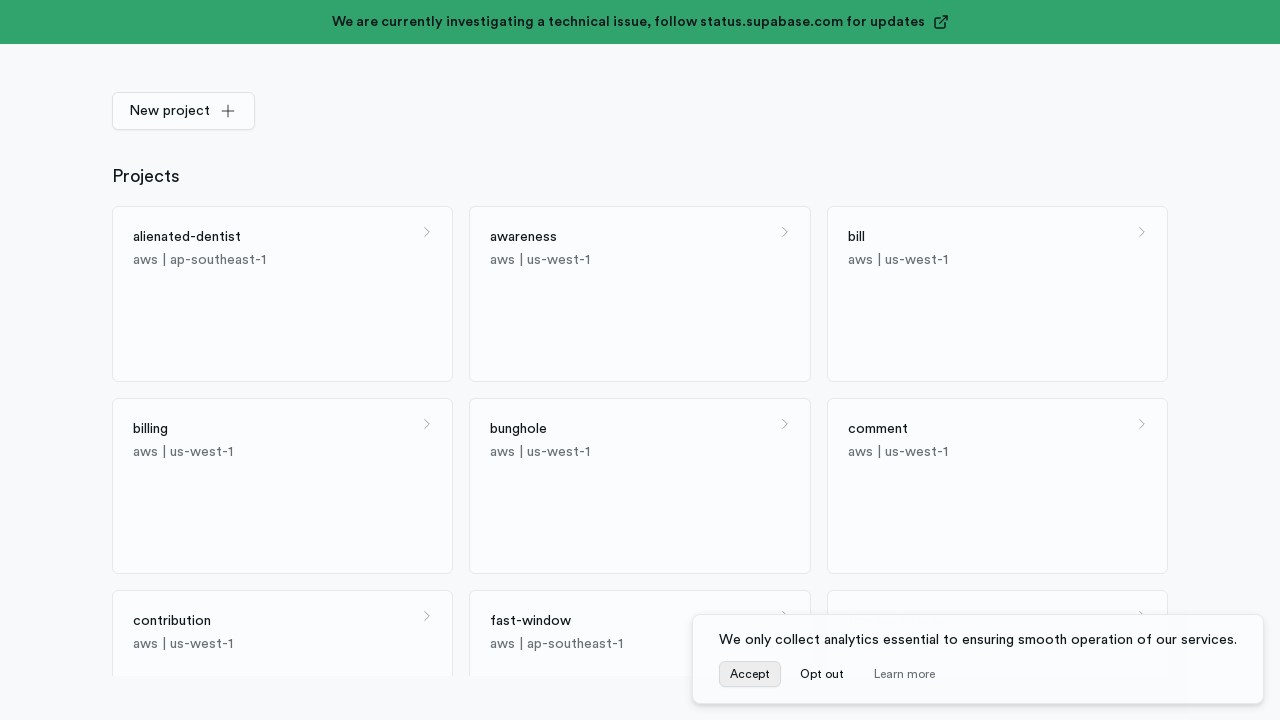 We are currently investigating a technical issue, follow status.supabase.com for updates
New project
Projects
alienated-dentist
aws | ap-southeast-1
awareness
aws | us-west-1
bill
aws | us-west-1
billing
aws | us-west-1
bunghole
aws | us-west-1
comment
aws | us-west-1
contribution
aws | us-west-1
fast-window
aws | ap-southeast-1
We only collect analytics essential to ensuring smooth operation of our services.
Accept
Opt out
Learn more